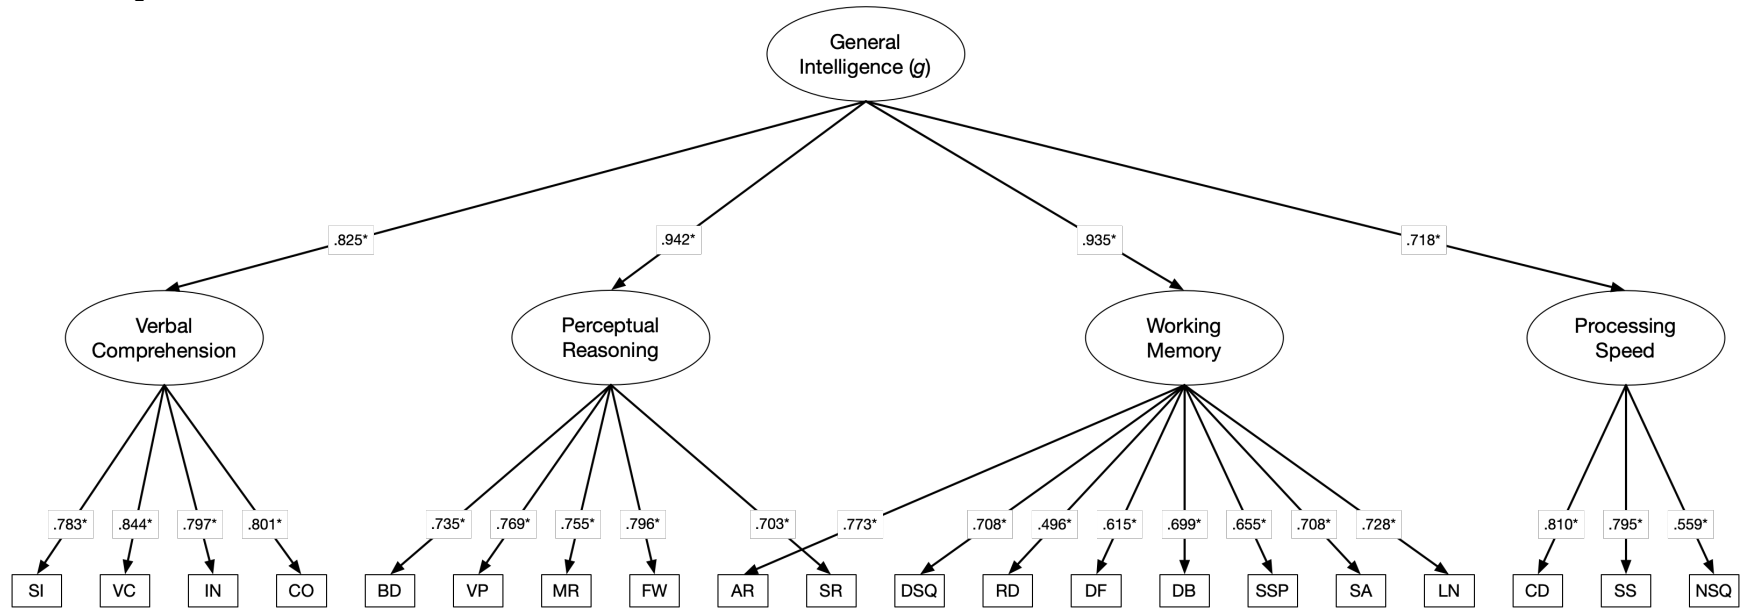 General
Intelligence (g)
.825*
.942*
.935*
.718*
Verbal
Comprehension
Perceptual
Reasoning
Working
Memory
Processing
Speed
.783*
.844*
.797*
.801*
.735*
.769*
.755*
.796*
.703*
.773*
.708*
.496*
.615*
.699*
.655*
.708*
.728*
.810*
.795*
.559*
SI
VC
IN
CO
BD
VP
MR
FW
AR
SR
DSQ
RD
DF
DB
SSP
SA
LN
CD
SS
NSQ